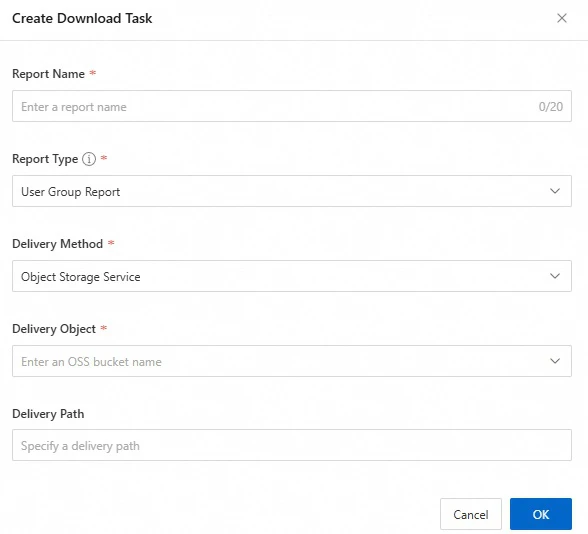 Create Download Task
Report Name *
Enter a report name 0/20
Report Type *
User Group Report
Delivery Method *
Object Storage Service
Delivery Object *
Enter an OSS bucket name
Delivery Path
Specify a delivery path
Cancel OK